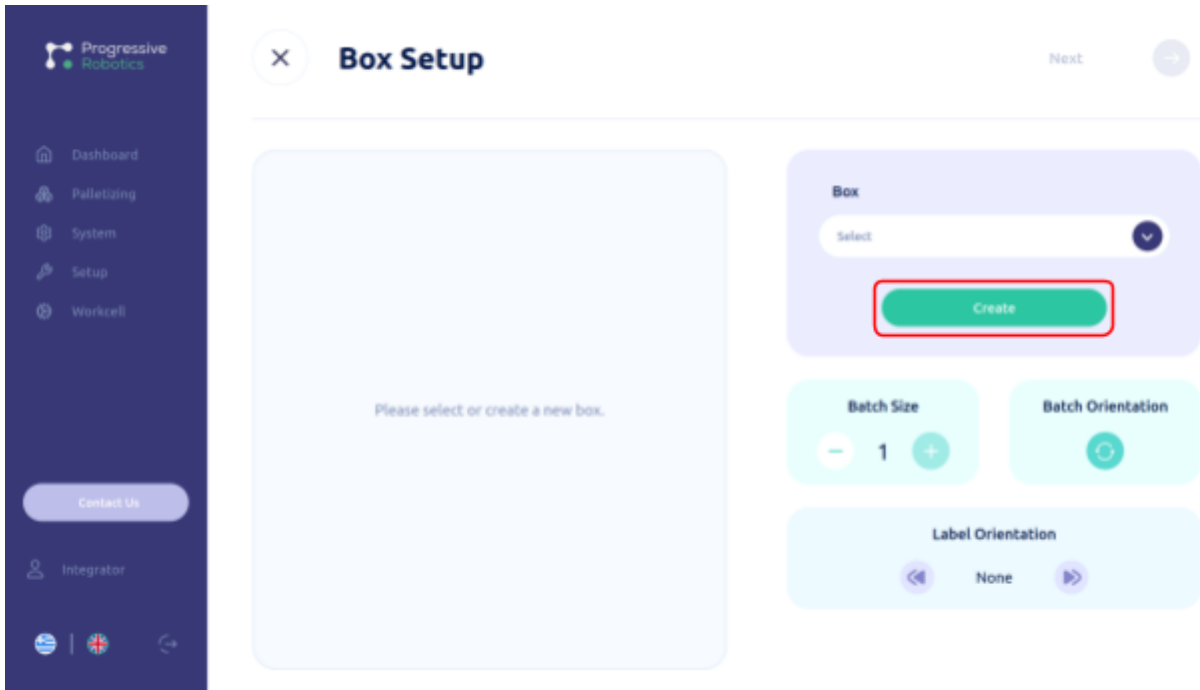 Progressive
Robotics
Dashboard
Palletizing
System
Setup
Workcell
Contact Us
Integrator
Box Setup
Next
Please select or create a new box.
Box
Select
Create
Batch Size
1
Batch Orientation
Label Orientation
None